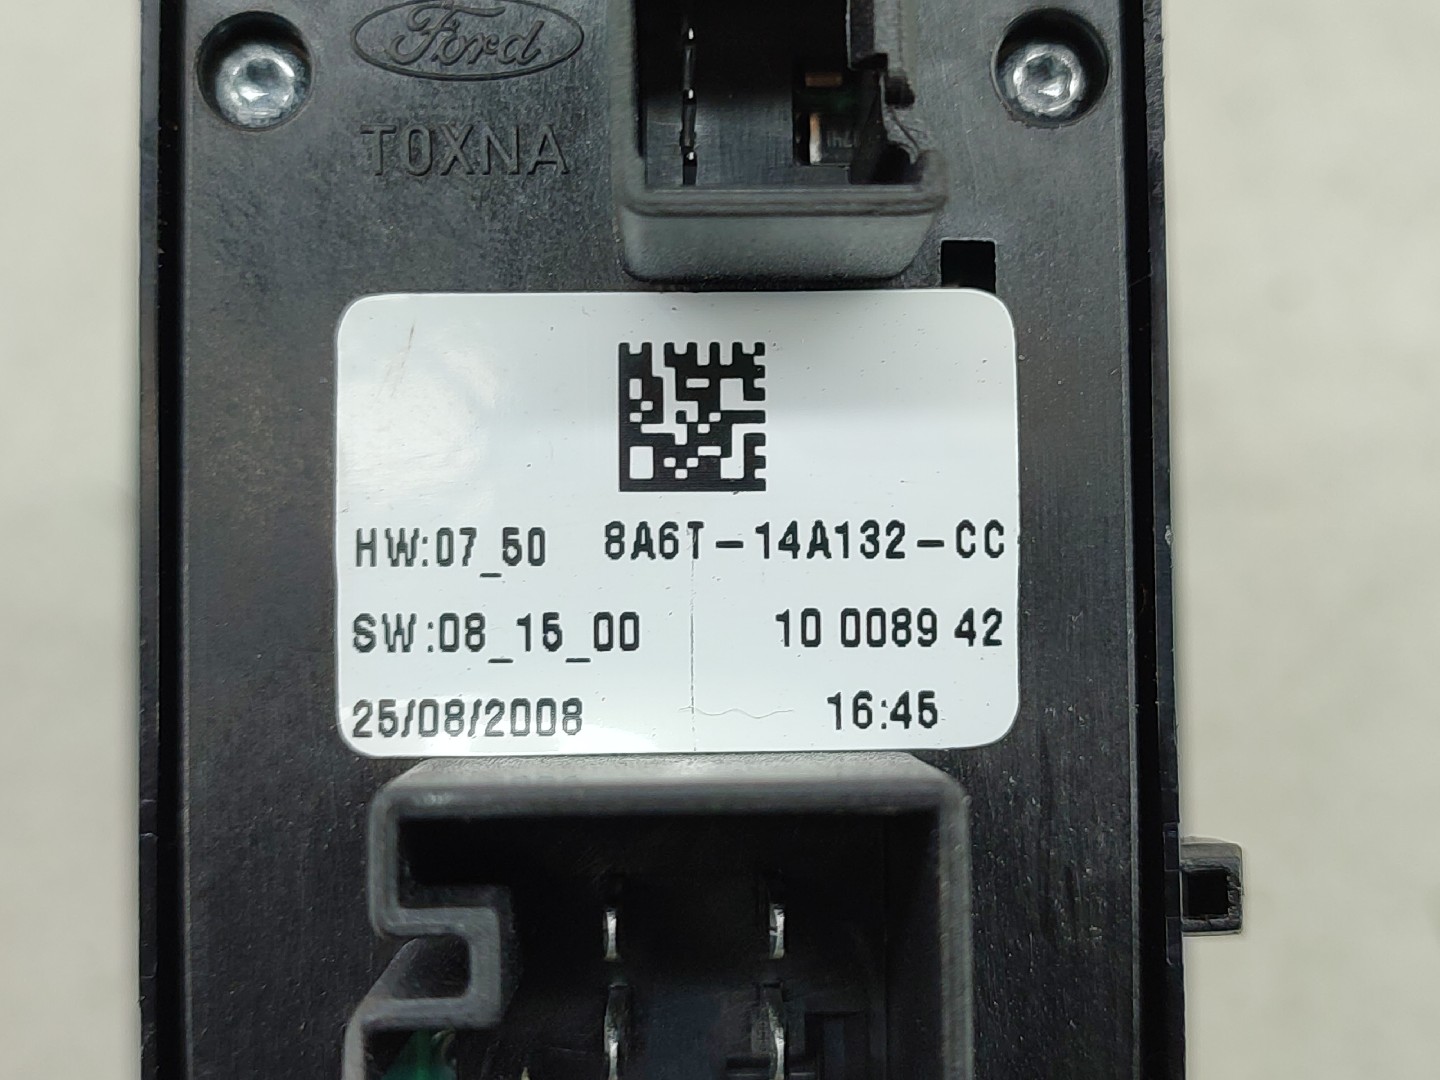 Ford
T0XNA
HW:07_50 8A6T-14A132-CC
SW:08_15_00 10 0089 42
25/08/2008 16:45